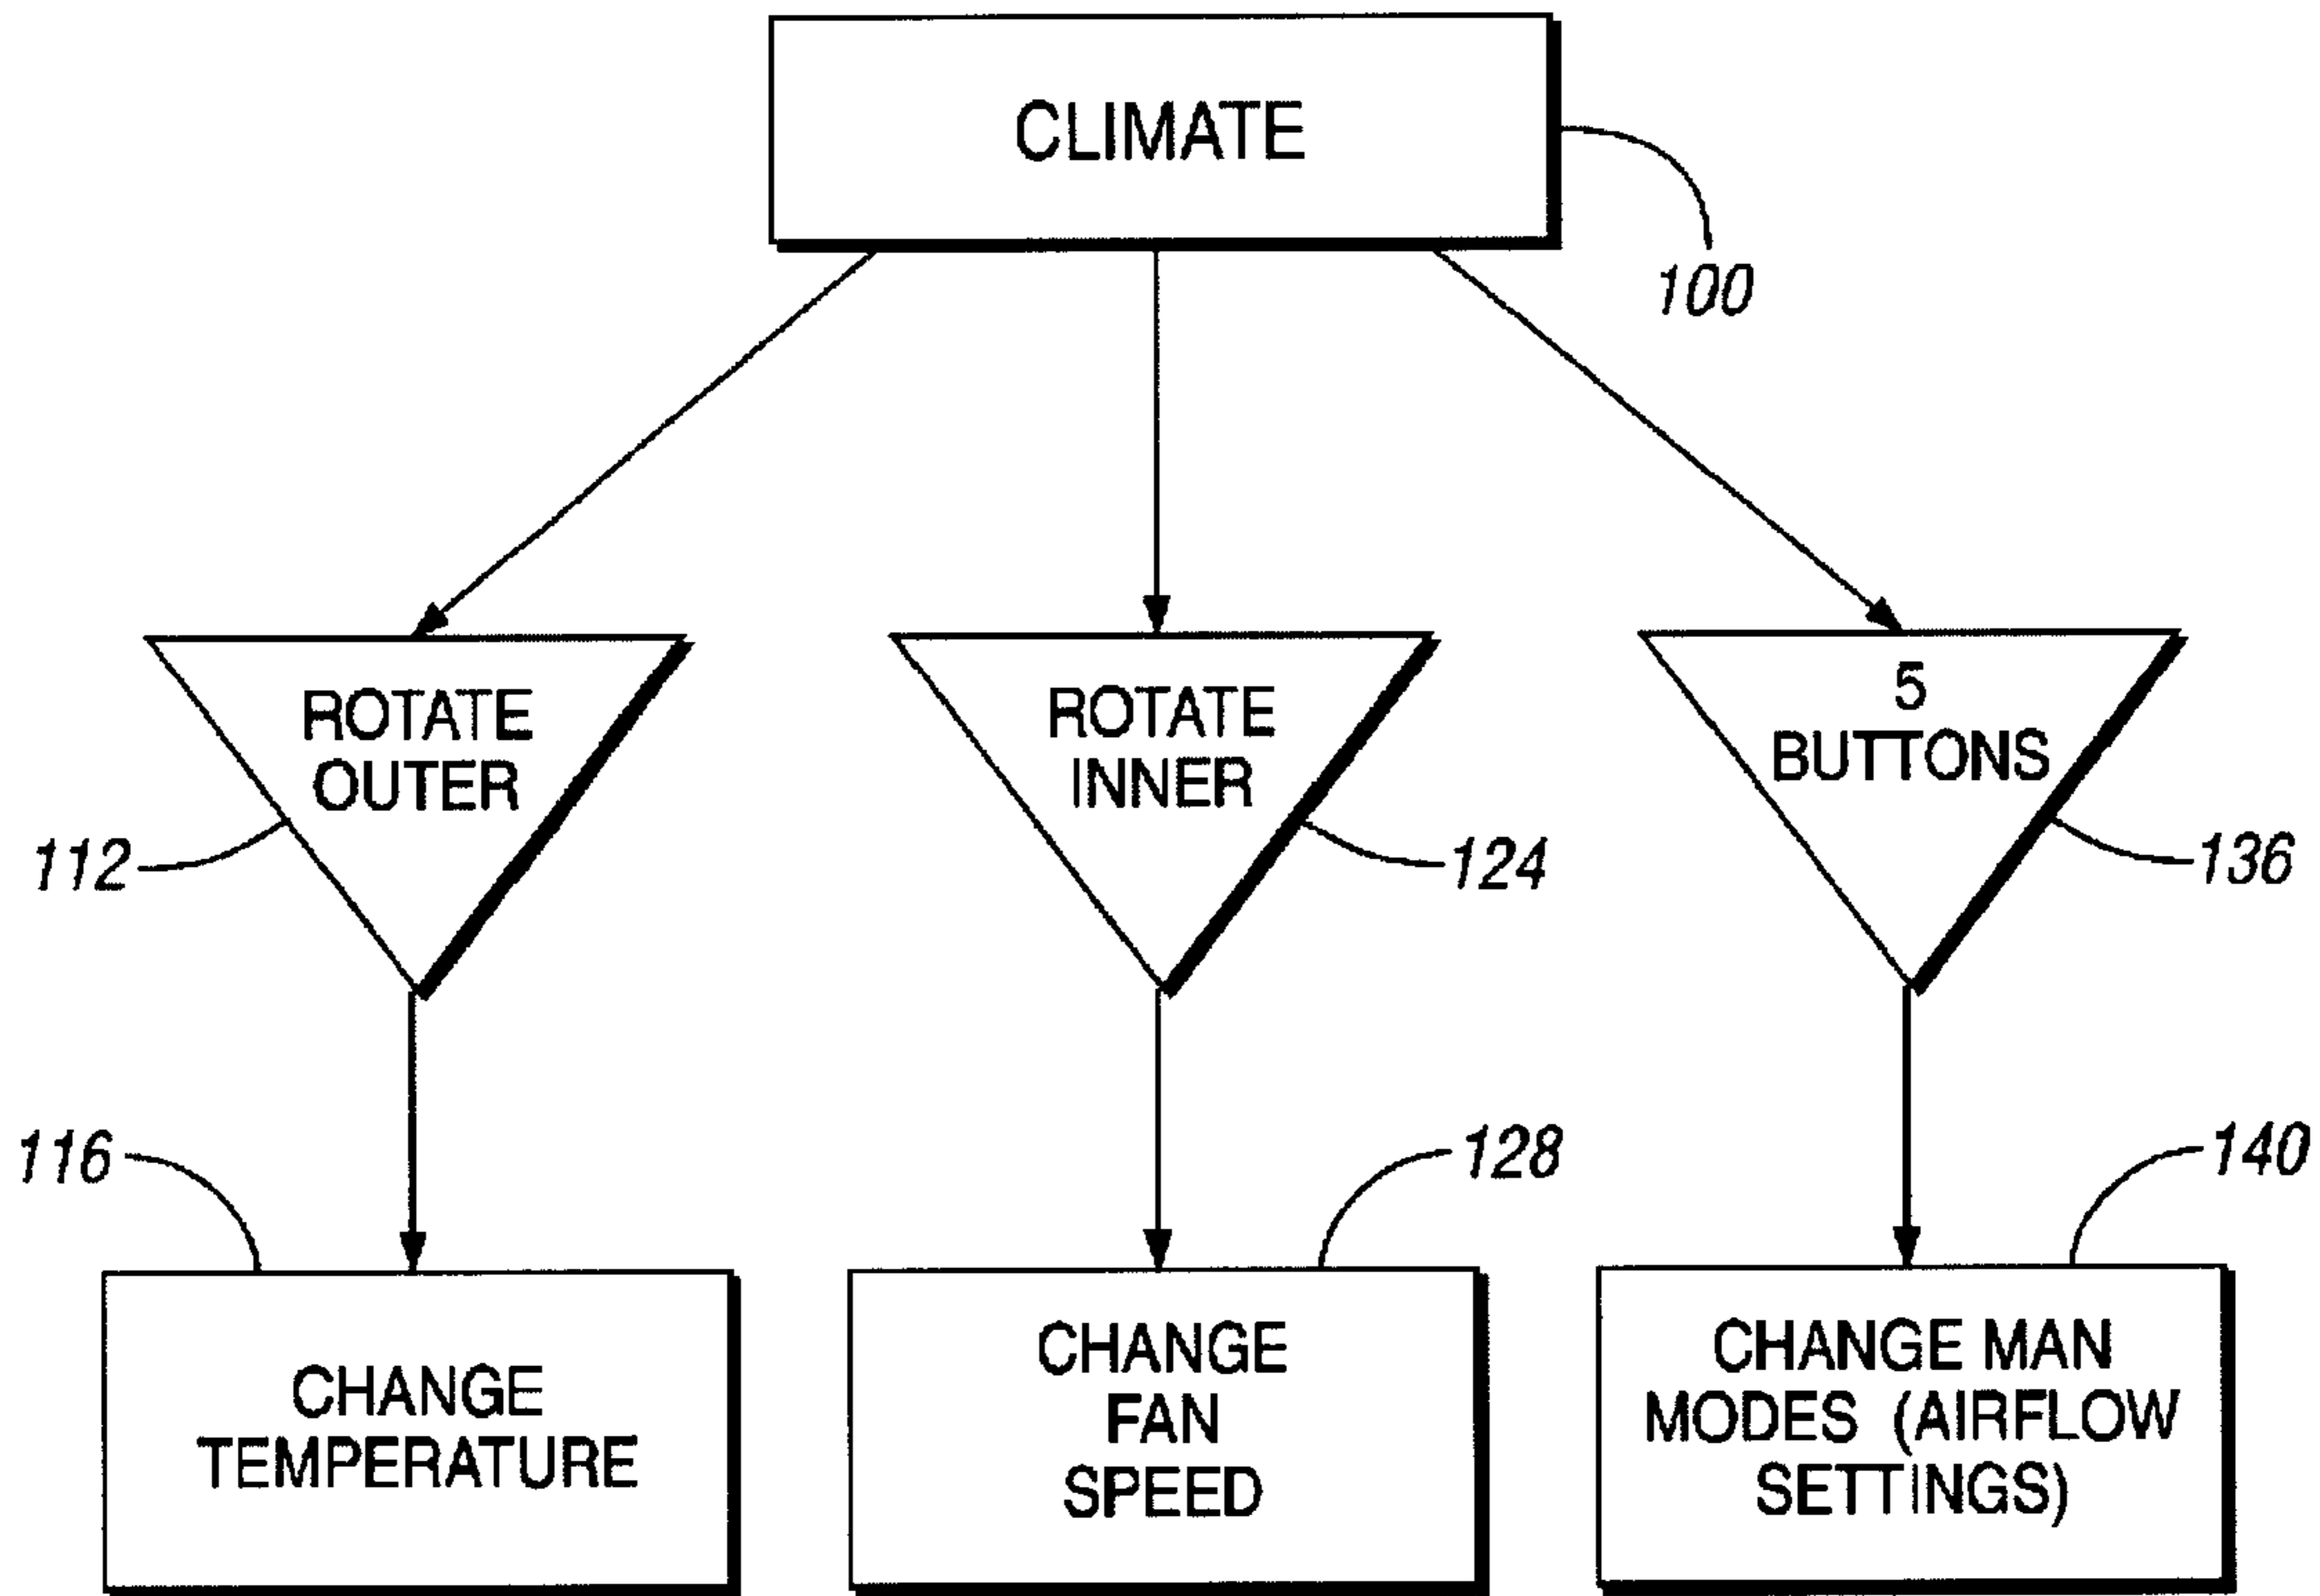 CLIMATE
100
ROTATE
OUTER
112
ROTATE
INNER
124
5
BUTTONS
136
116
128
140
CHANGE
TEMPERATURE
CHANGE
FAN
SPEED
CHANGE MAN
MODES (AIRFLOW
SETTINGS)